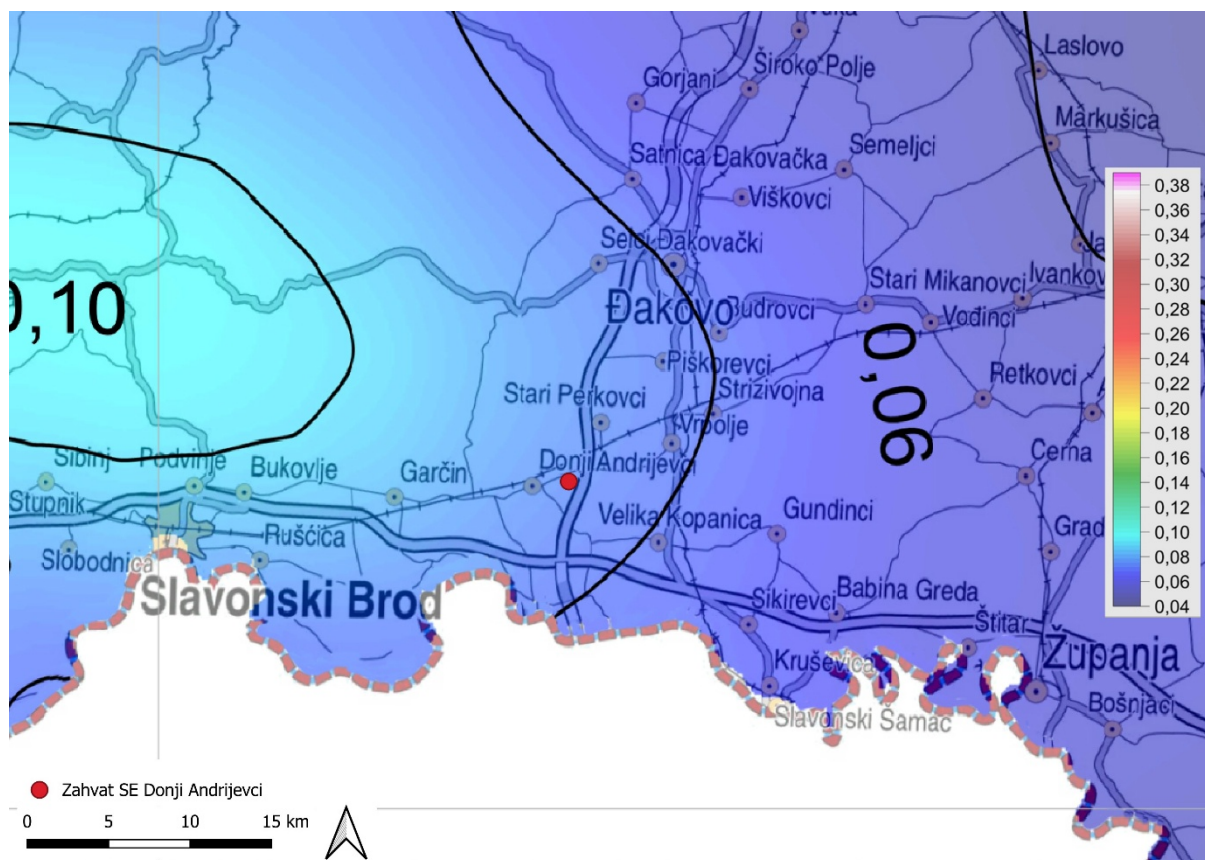 Laslovo
Široko Polje
Gorjani
Markušica
Satnica Đakovačka
Semeljci
Viškovci
0,38
0,36
0,34
0,32
0,30
0,28
0,26
0,24
0,22
0,20
0,18
0,16
0,14
0,12
0,10
0,08
0,06
0,04
Selci Đakovački
Stari Mikanovci
0,10
Đakovo
Budrovci
Vođinci
Piškorevci
0,06
Retkovci
Stari Perkovci
Strizivojna
Vrpolje
Sibinj
Podvinje
Bukovlje
Garčin
Donji Andrijevci
Cerna
Stupnik
Velika Kopanica
Gundinci
Ruščica
Slobodnica
Slavonski Brod
Sikirevci
Babina Greda
Štitar
Kruševica
Županja
Slavonski Šamac
Bošnjaci
Zahvat SE Donji Andrijevci
0 5 10 15 km